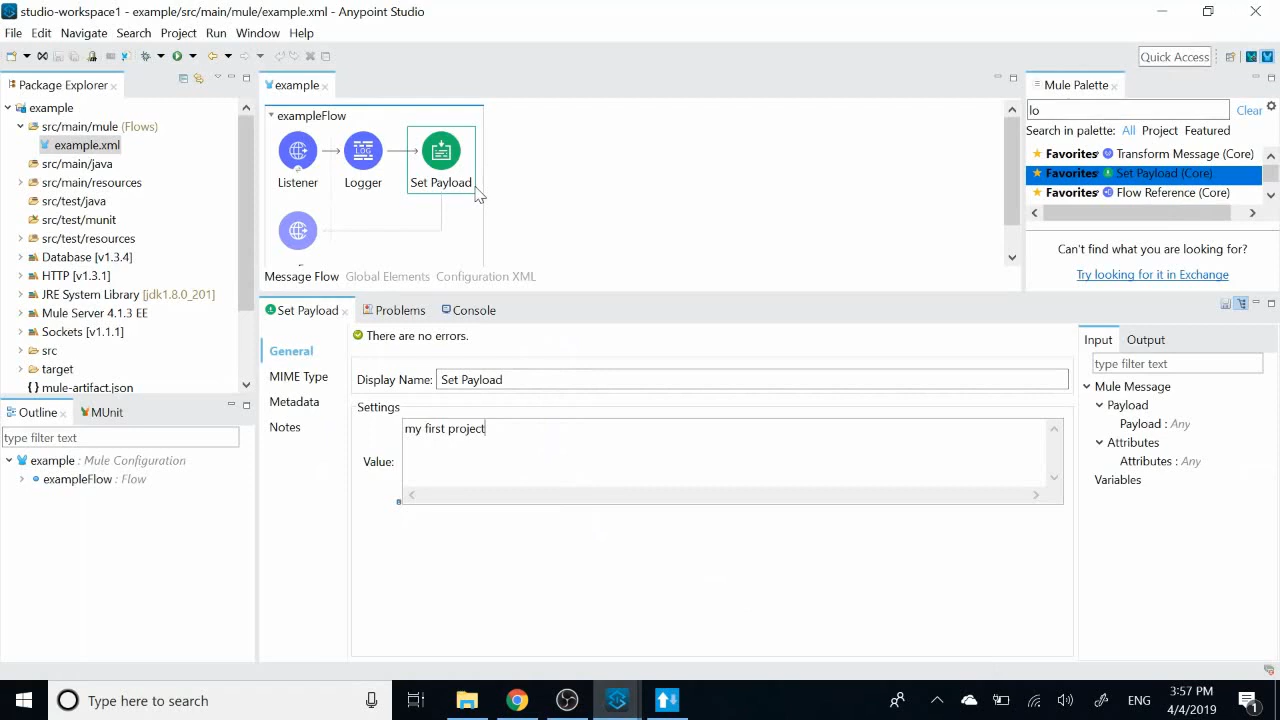 studio-workspace1 - example/src/main/mule/example.xml - Anypoint Studio
File Edit Navigate Search Project Run Window Help
Quick Access
Package Explorer
example
src/main/mule (Flows)
example.xml
src/main/java
src/main/resources
src/test/java
src/test/munit
src/test/resources
Database [v1.3.4]
HTTP [v1.3.1]
JRE System Library [jdk1.8.0_201]
Mule Server 4.1.3 EE
Sockets [v1.1.1]
src
target
mule-artifact.json
Outline MUnit
type filter text
example : Mule Configuration
exampleFlow : Flow
example
exampleFlow
LOG
Listener Logger Set Payload
Message Flow Global Elements Configuration XML
Mule Palette
lo
Clear
Search in palette: All Project Featured
Favorites Transform Message (Core)
Favorites Set Payload (Core)
Favorites Flow Reference (Core)
Can't find what you are looking for?
Try looking for it in Exchange
Set Payload Problems Console
There are no errors.
General
MIME Type
Metadata
Notes
Display Name: Set Payload
Settings
my first project
Value:
Input Output
type filter text
Mule Message
Payload
Payload : Any
Attributes
Attributes : Any
Variables
Type here to search
ENG
3:57 PM
4/4/2019
1